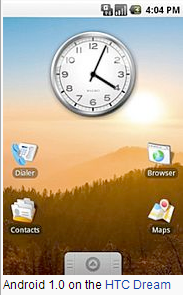 4:04 PM
Dialer
Browser
Contacts
Maps
Android 1.0 on the HTC Dream